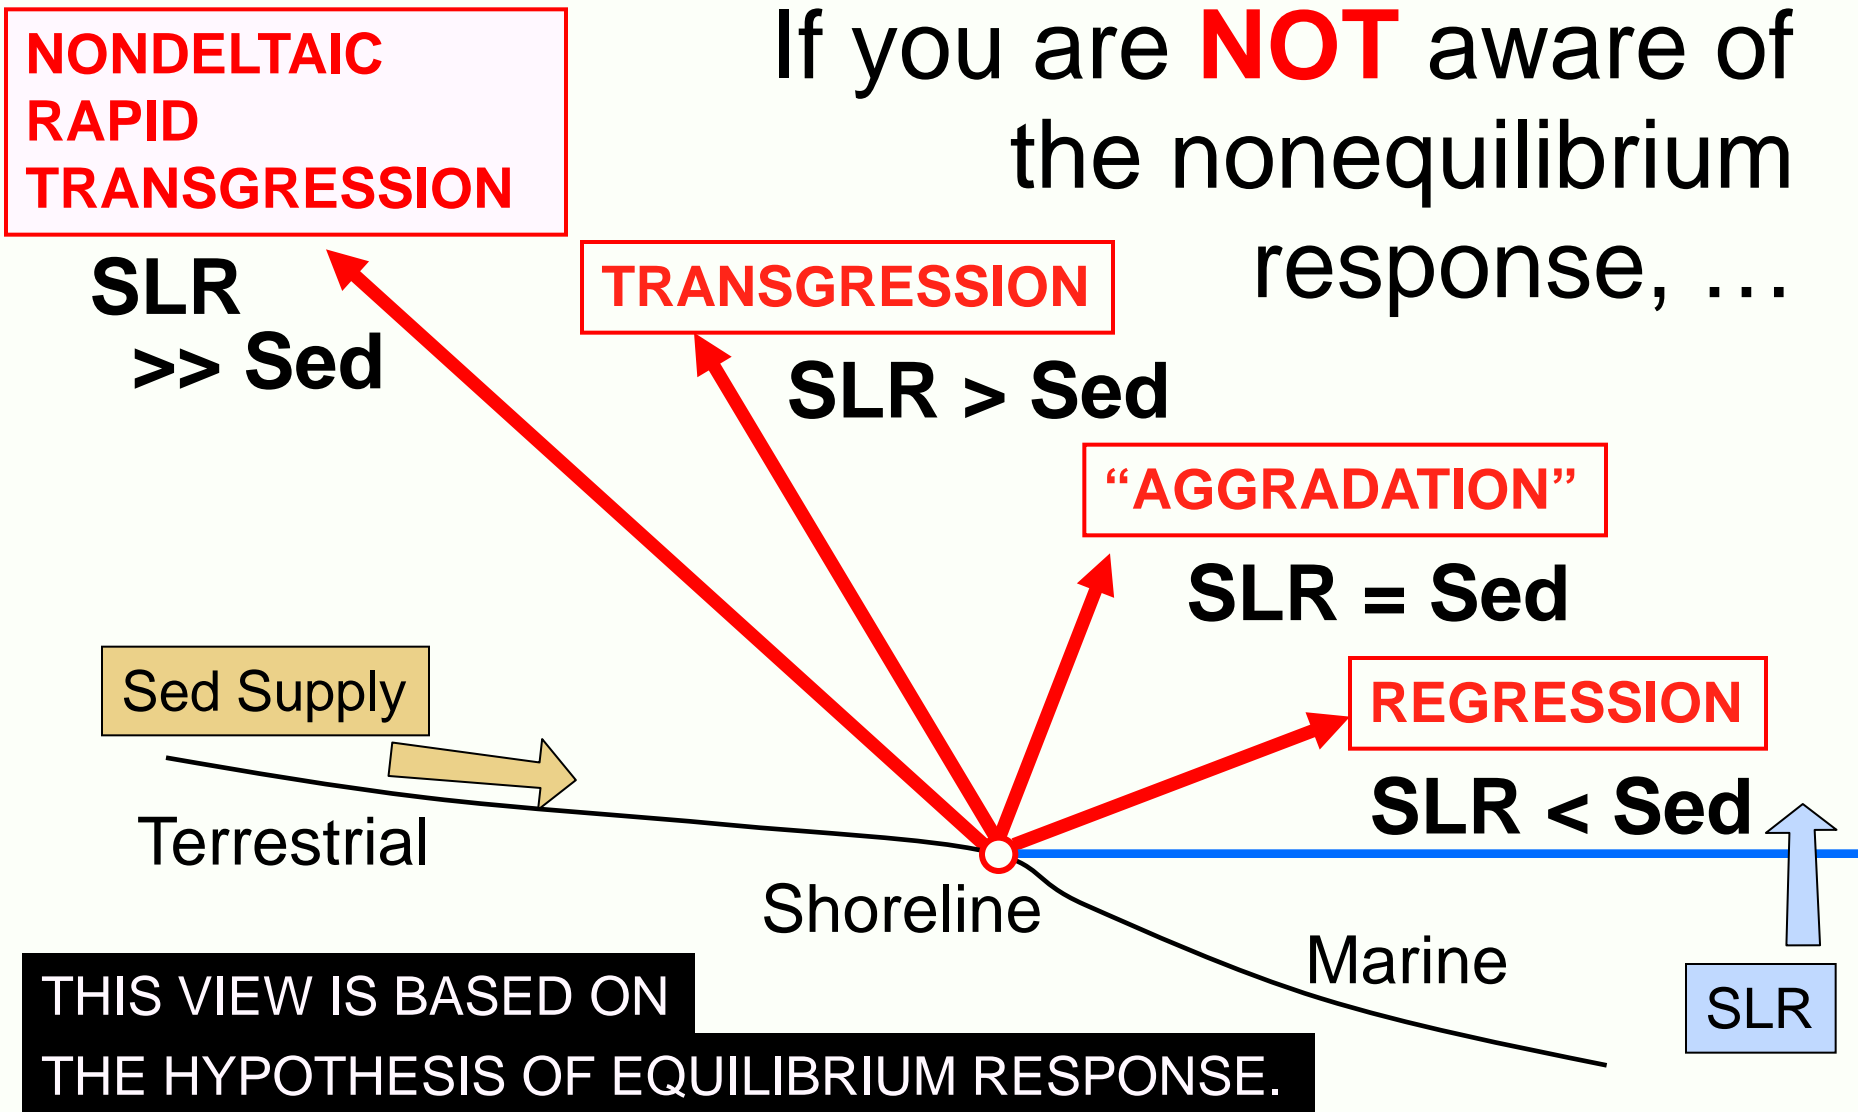 NONDELTAIC
RAPID
TRANSGRESSION
If you are NOT aware of
the nonequilibrium
response, …
SLR
>> Sed
TRANSGRESSION
SLR > Sed
“AGGRADATION”
SLR = Sed
REGRESSION
SLR < Sed
Sed Supply
Terrestrial
Shoreline
Marine
SLR
THIS VIEW IS BASED ON
THE HYPOTHESIS OF EQUILIBRIUM RESPONSE.